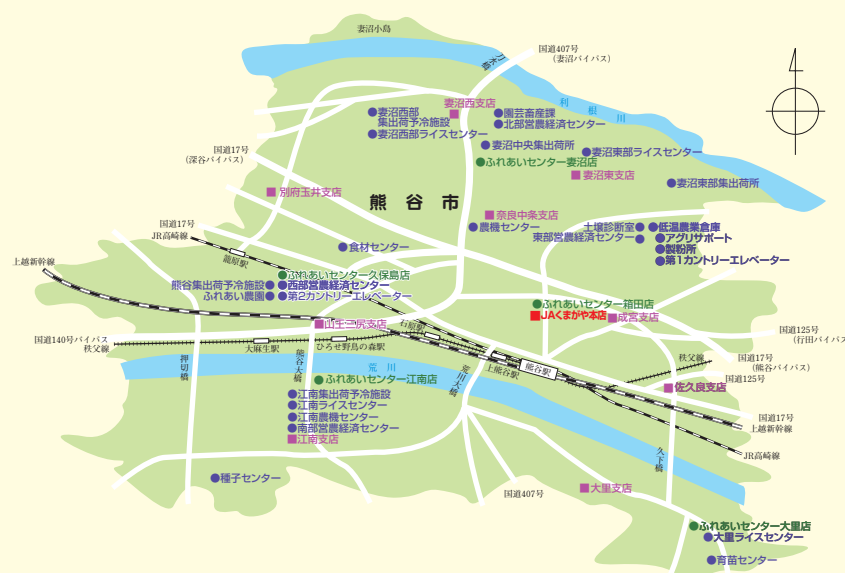 妻沼小島
国道407号
(妻沼バイパス)
刀水橋
利根川
妻沼西支店
妻沼西部
集出荷予冷施設
妻沼西部ライスセンター
園芸畜産課
北部営農経済センター
妻沼中央集出荷所
ふれあいセンター妻沼店
妻沼東部ライスセンター
妻沼東支店
妻沼東部集出荷所
国道17号
(深谷バイパス)
別府玉井支店
熊谷市
奈良中条支店
農機センター
土壌診断室
東部営農経済センター
低温農業倉庫
アグリサポート
製粉所
第1カントリーエレベーター
国道17号
JR高崎線
籠原駅
食材センター
上越新幹線
ふれあいセンター久保島店
熊谷集出荷予冷施設
西部営農経済センター
ふれあい農園
第2カントリーエレベーター
ふれあいセンター箱田店
JAくまがや本店
成宮支店
三尻支店
石原駅
国道140号バイパス
秩父線
大麻生駅
ひろせ野鳥の森駅
国道125号
(行田バイパス)
秩父線
国道17号
(熊谷バイパス)
国道125号
上熊谷駅
熊谷駅
押切橋
熊谷大橋
荒川
荒川大橋
ふれあいセンター江南店
佐久良支店
江南集出荷予冷施設
江南ライスセンター
江南農機センター
南部営農経済センター
江南支店
国道17号
上越新幹線
久下橋
JR高崎線
種子センター
国道407号
大里支店
ふれあいセンター大里店
大里ライスセンター
育苗センター